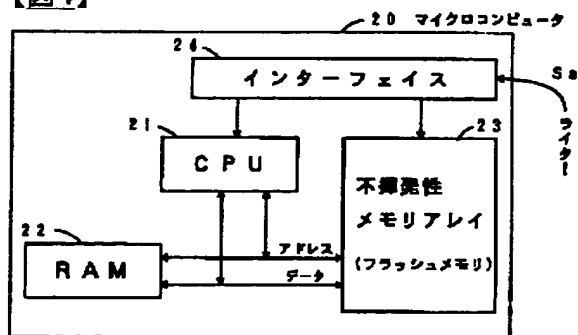 20 マイクロコンピュータ
24
インターフェイス
Sa
ライター
21
CPU
23
不揮発性
メモリアレイ
(フラッシュメモリ)
22
RAM
アドレス
データ